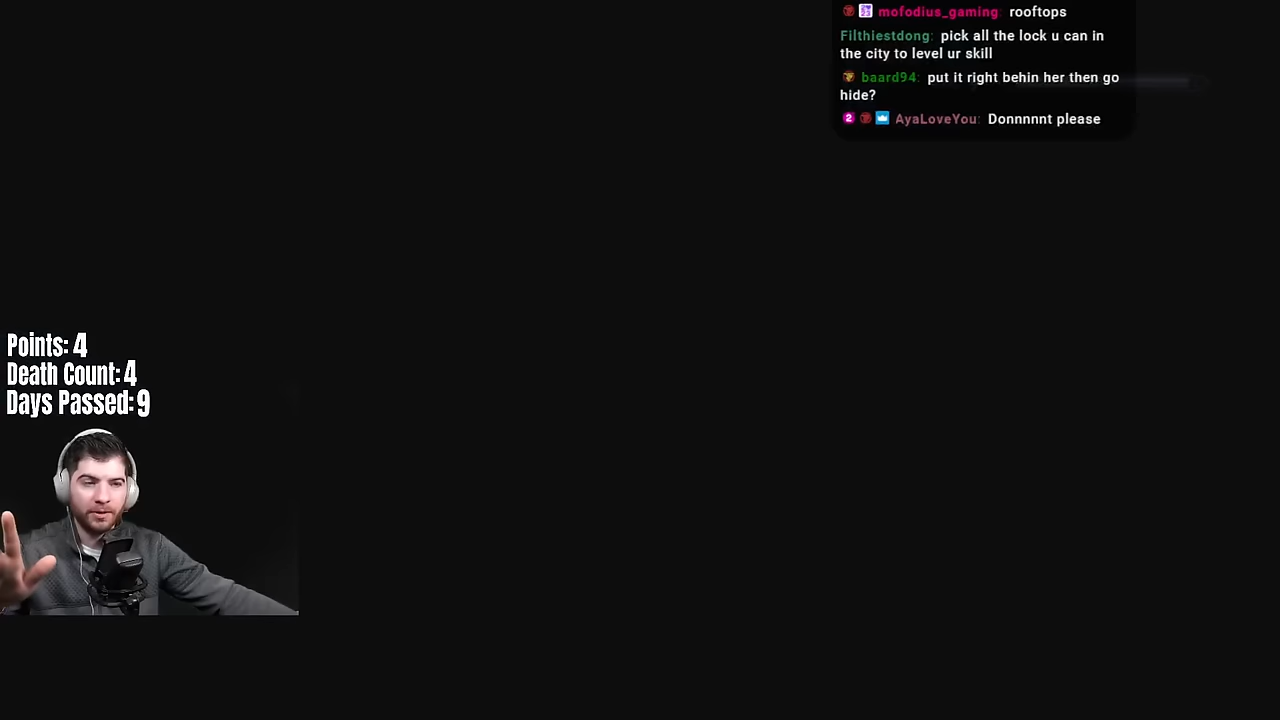 mofodius_gaming: rooftops
Filthiestdong: pick all the lock u can in
the city to level ur skill
baard94: put it right behin her then go
hide?
2 AyaLoveYou: Donnnnnt please
Points: 4
Death Count: 4
Days Passed: 9